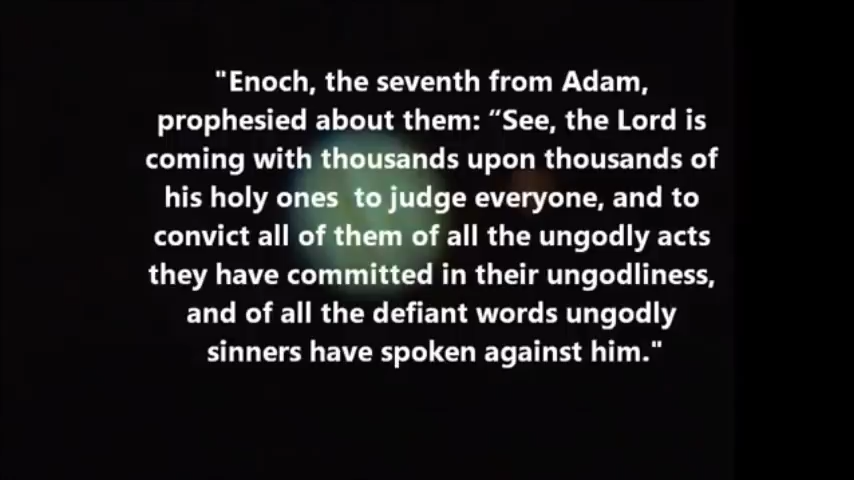 "Enoch, the seventh from Adam,
prophesied about them: “See, the Lord is
coming with thousands upon thousands of
his holy ones  to judge everyone, and to
convict all of them of all the ungodly acts
they have committed in their ungodliness,
and of all the defiant words ungodly
sinners have spoken against him."